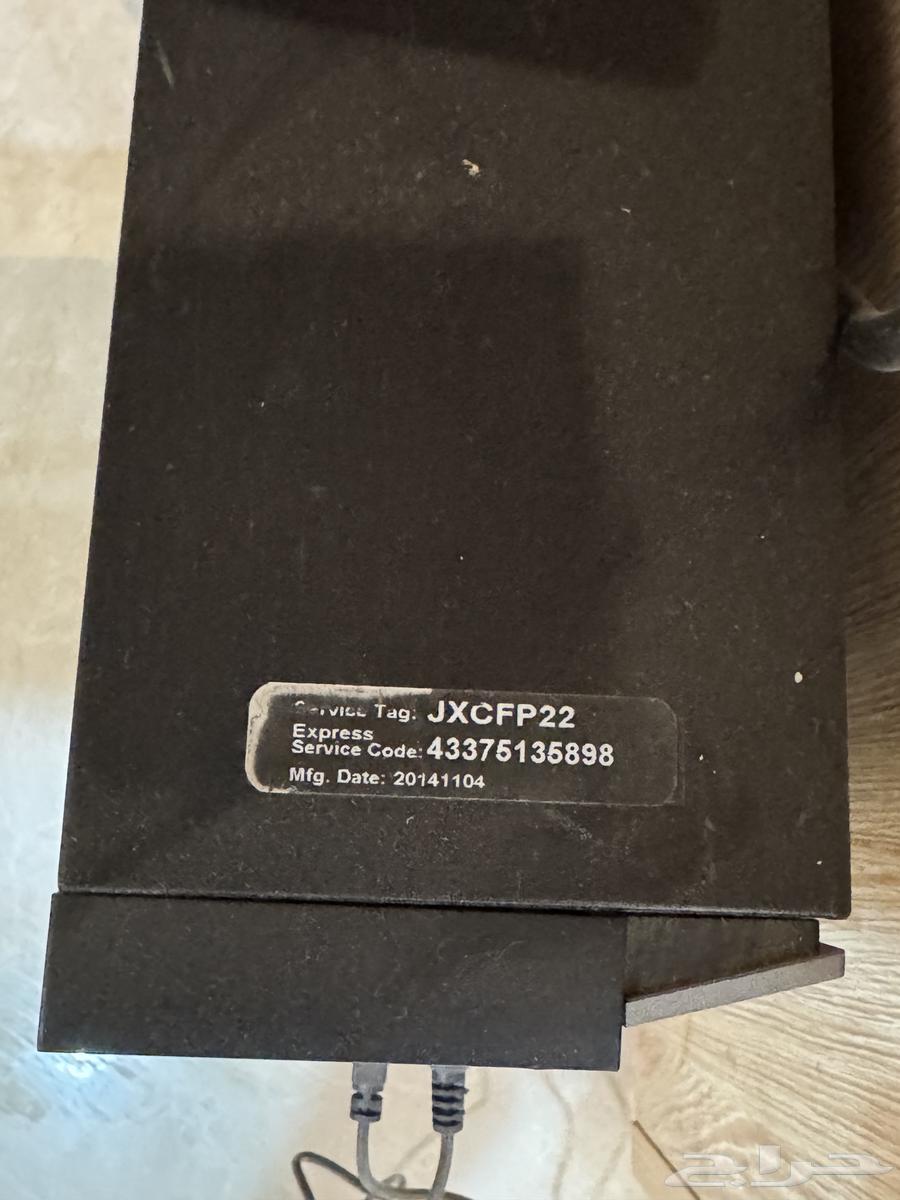 Service Tag: JXCFP22
Express
Service Code: 43375135898
Mfg. Date: 20141104
حراج